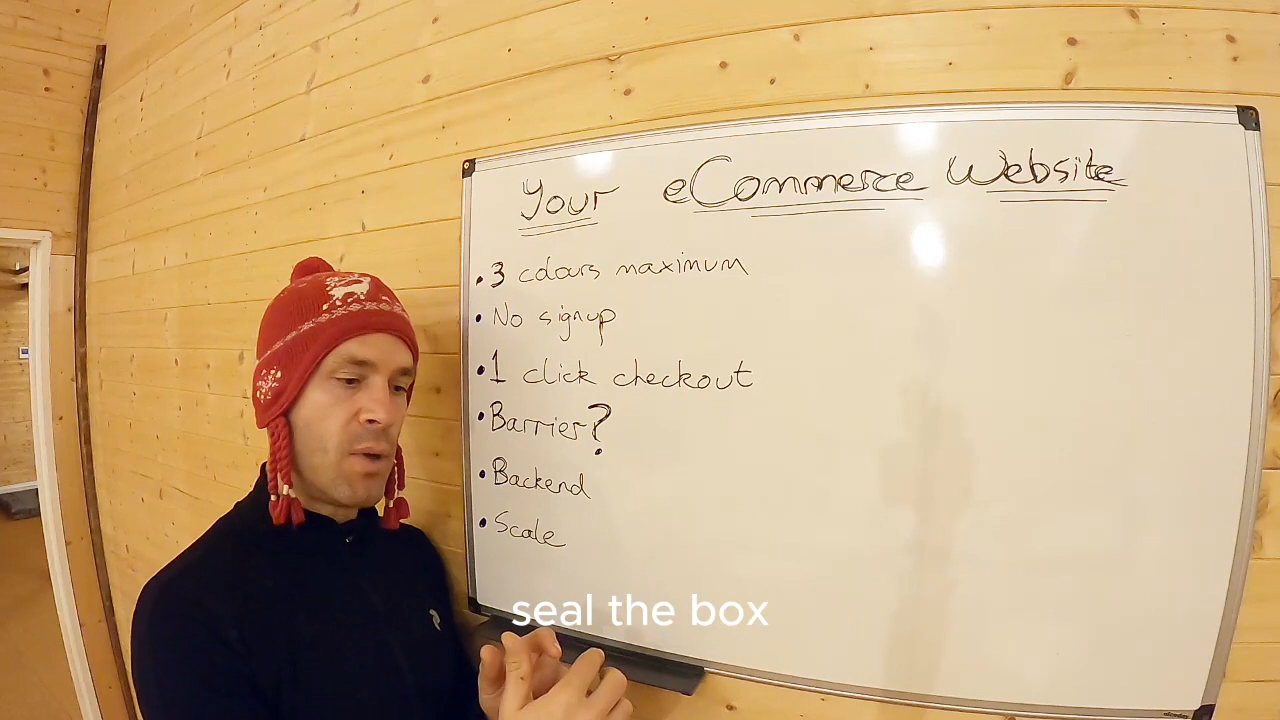 Your eCommerce Website
• 3 colours maximum
• No signup
• 1 click checkout
• Barrier?
• Backend
• Scale
seal the box